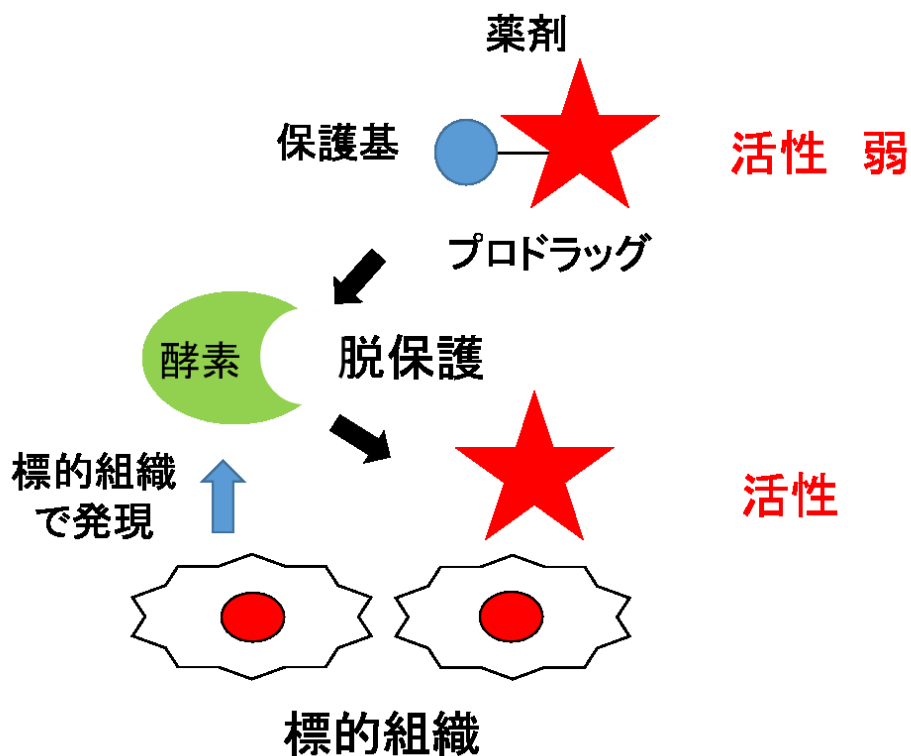 薬剤
保護基
活性 弱
プロドラッグ
酵素
脱保護
標的組織
で発現
活性
標的組織